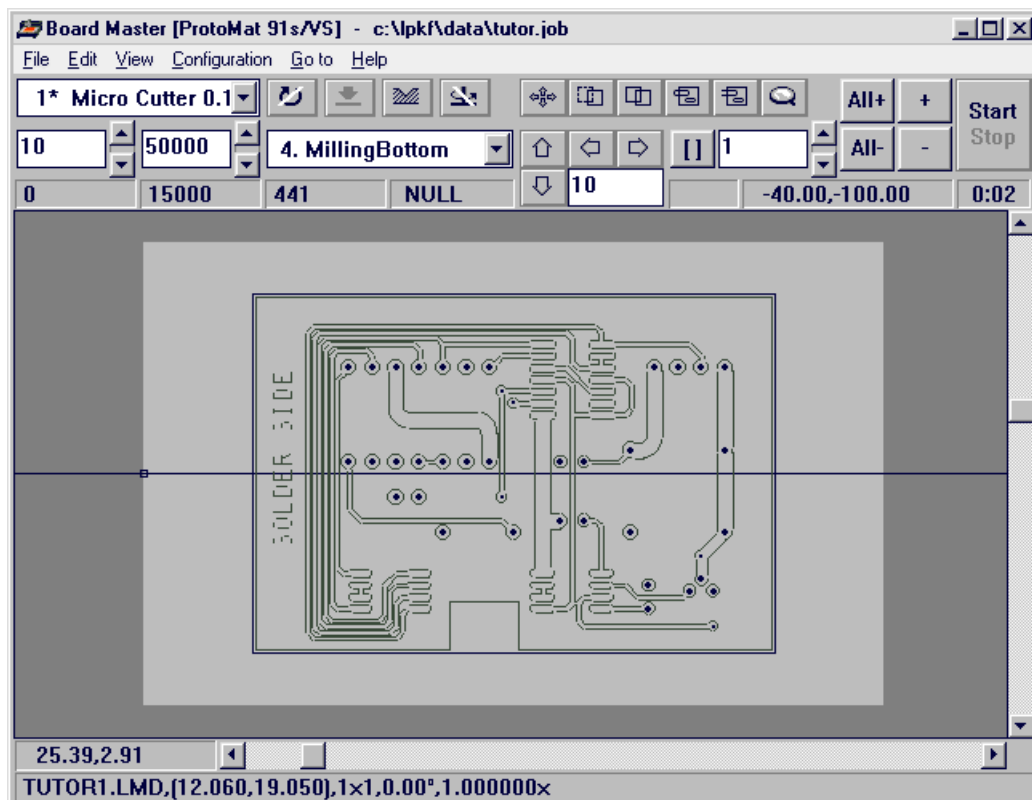 Board Master [ProtoMat 91s/VS] - c:\lpkf\data\tutor.job
File Edit View Configuration Go to Help
1* Micro Cutter 0.1
All+ + Start
10 50000 4. MillingBottom [ ] 1 All- - Stop
0 15000 441 NULL 10 -40.00,-100.00 0:02
SOLDER SIDE
25.39,2.91
TUTOR1.LMD,(12.060,19.050),1x1,0.00°,1.000000x